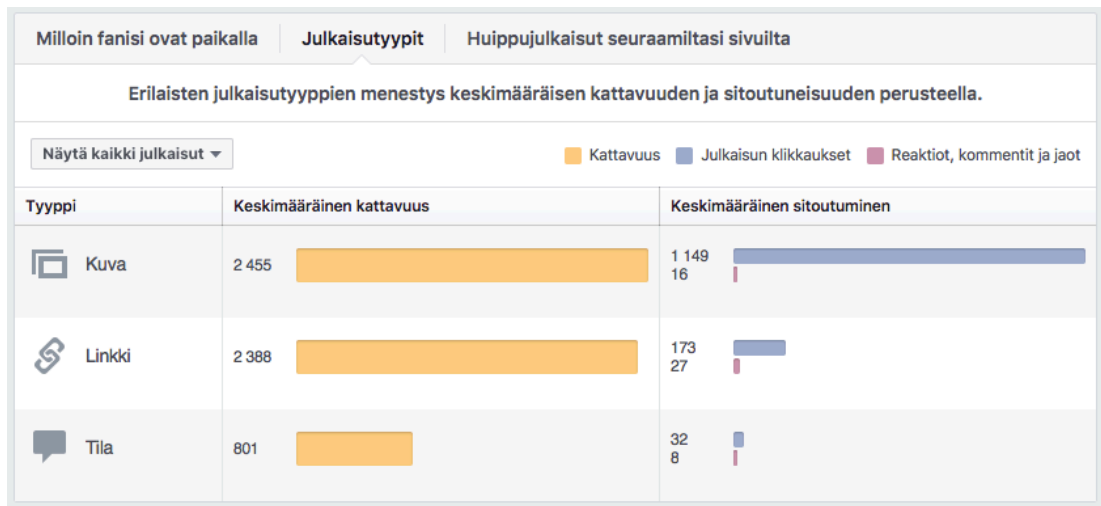 Milloin fanisi ovat paikalla Julkaisutyypit Huippujulkaisut seuraamiltasi sivuilta
Erilaisten julkaisutyyppien menestys keskimääräisen kattavuuden ja sitoutuneisuuden perusteella.
Näytä kaikki julkaisut Kattavuus Julkaisun klikkaukset Reaktiot, kommentit ja jaot
Tyyppi Keskimääräinen kattavuus Keskimääräinen sitoutuminen
Kuva 2 455 1 149
16
Linkki 2 388 173
27
Tila 801 32
8